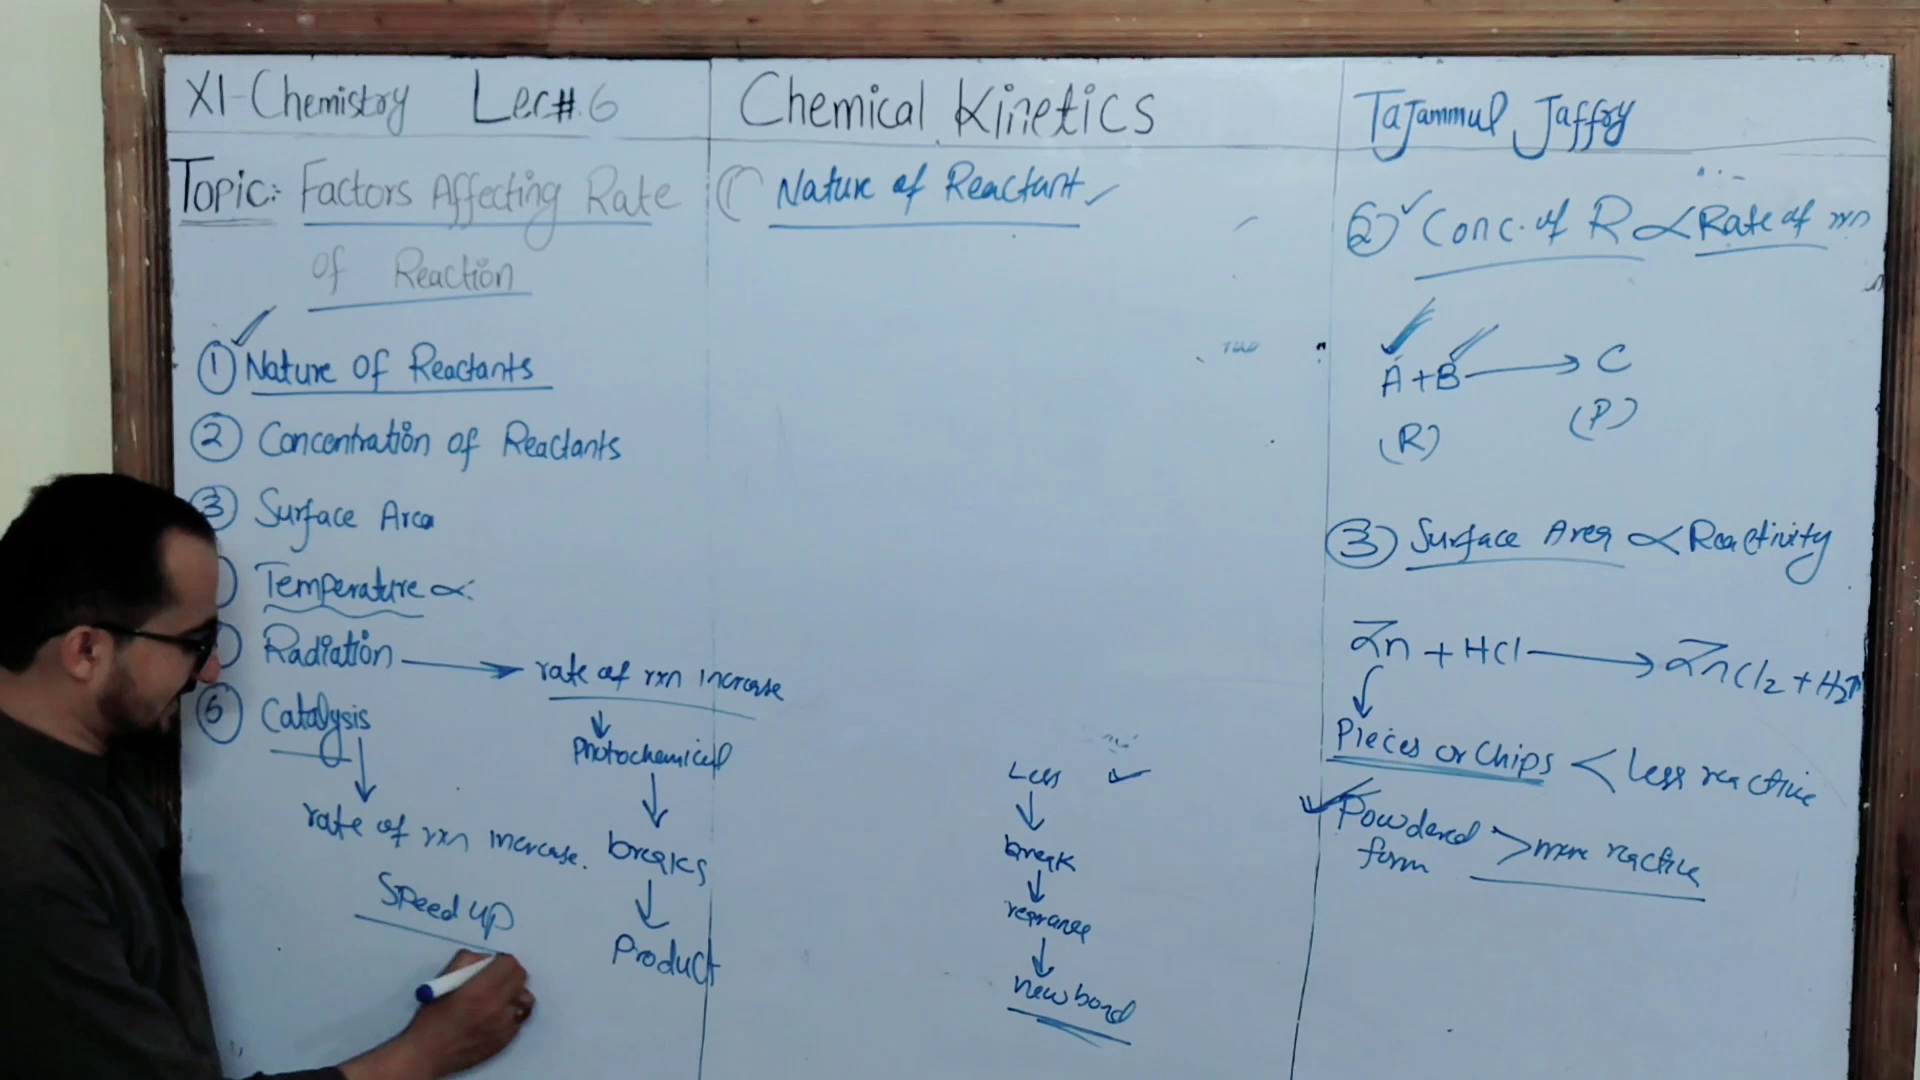 XI-Chemistry Lec#.6
Chemical Kinetics
Tajammul Jaffry
Topic: Factors Affecting Rate
of Reaction
① Nature of Reactants
② Concentration of Reactants
③ Surface Area
Temperature ∝
Radiation → rate of rxn increase
↓
Photochemical
↓
breaks
↓
Product
⑥ Catalysis
↓
rate of rxn increase.
Speed up
( Nature of Reactant
Less
↓
break
↓
↓
new bond
② Conc. of R ∝ Rate of rxn
A + B → C
(R) (P)
③ Surface Area ∝ Reactivity
Zn + HCl → ZnCl2 + H2↑
↓
Pieces or Chips < less reactive
Powdered > more reactive
form